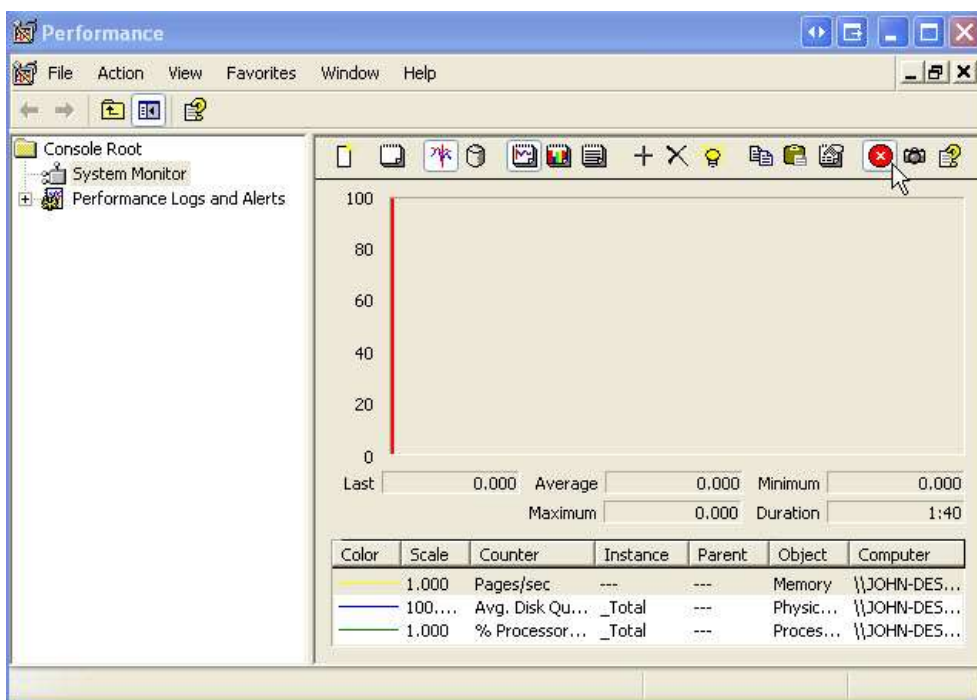 Performance
File Action View Favorites Window Help
Console Root
System Monitor
Performance Logs and Alerts
100
80
60
40
20
0
Last 0.000 Average 0.000 Minimum 0.000
Maximum 0.000 Duration 1:40
Color Scale Counter Instance Parent Object Computer
1.000 Pages/sec --- --- Memory \\JOHN-DES...
100.... Avg. Disk Qu... _Total --- Physic... \\JOHN-DES...
1.000 % Processor... _Total --- Proces... \\JOHN-DES...